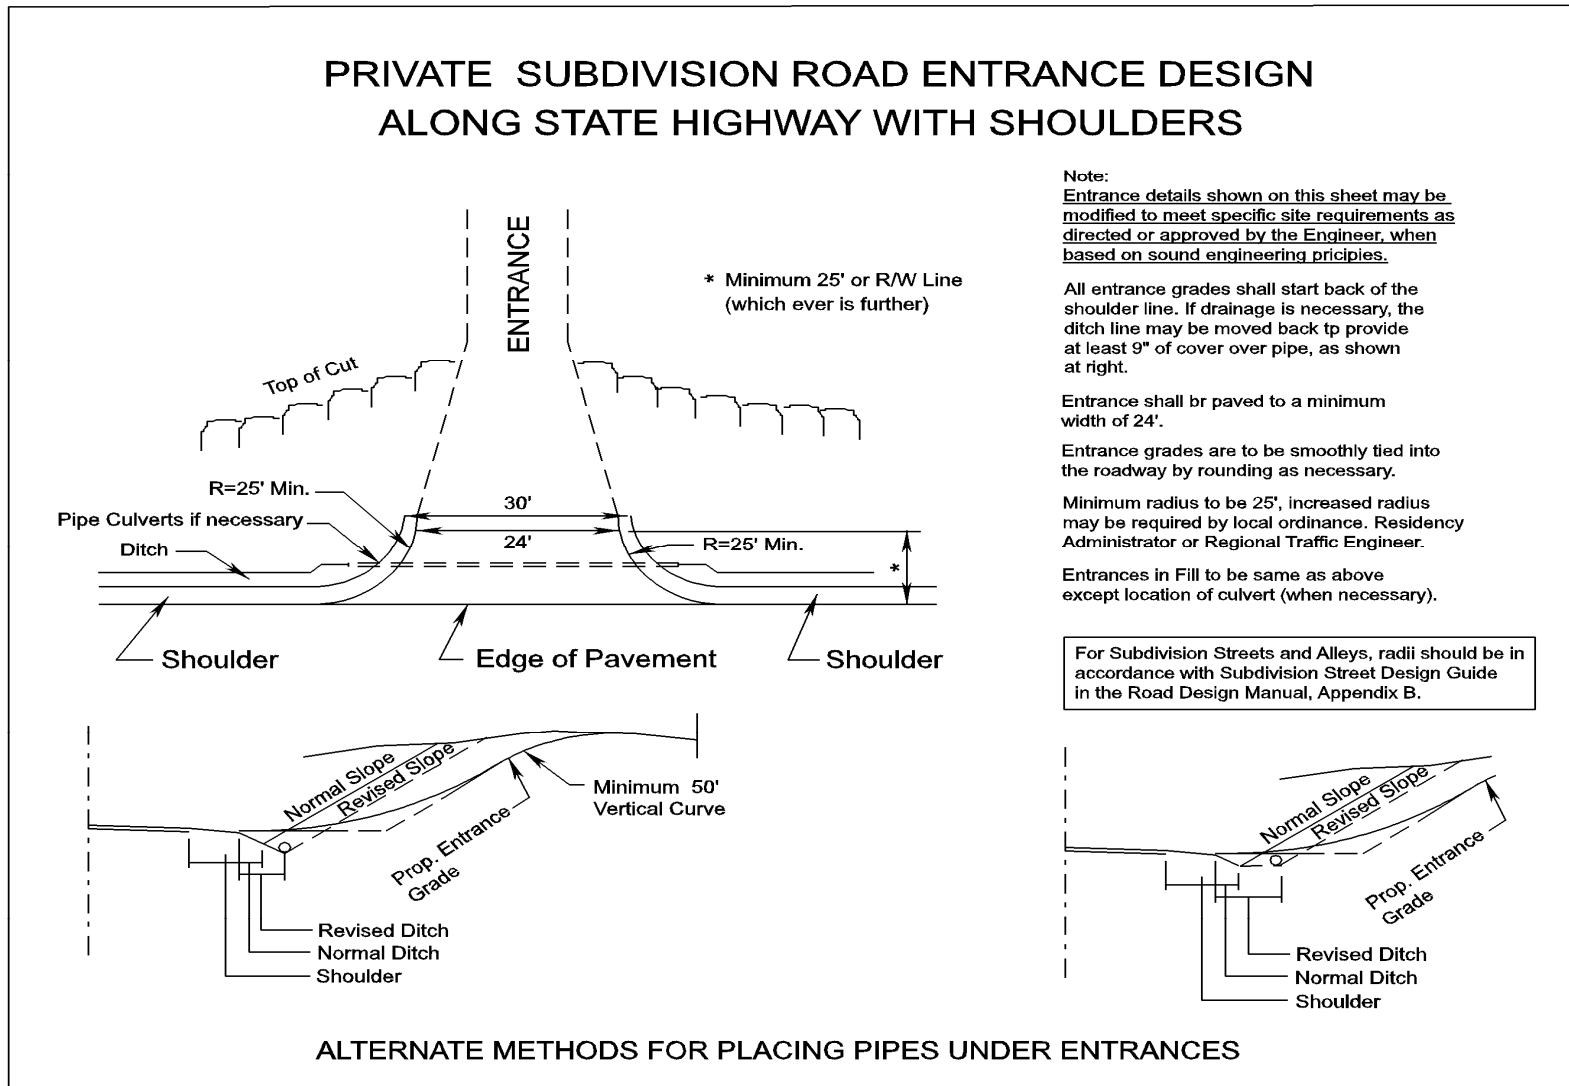 PRIVATE SUBDIVISION ROAD ENTRANCE DESIGN
ALONG STATE HIGHWAY WITH SHOULDERS
ENTRANCE
* Minimum 25' or R/W Line
(which ever is further)
Top of Cut
R=25' Min.
Pipe Culverts if necessary
Ditch
30'
24'
R=25' Min.
*
Shoulder
Edge of Pavement
Shoulder
Note:
Entrance details shown on this sheet may be
modified to meet specific site requirements as
directed or approved by the Engineer, when
based on sound engineering pricipies.
All entrance grades shall start back of the
shoulder line. If drainage is necessary, the
ditch line may be moved back tp provide
at least 9" of cover over pipe, as shown
at right.
Entrance shall br paved to a minimum
width of 24'.
Entrance grades are to be smoothly tied into
the roadway by rounding as necessary.
Minimum radius to be 25', increased radius
may be required by local ordinance. Residency
Administrator or Regional Traffic Engineer.
Entrances in Fill to be same as above
except location of culvert (when necessary).
For Subdivision Streets and Alleys, radii should be in
accordance with Subdivision Street Design Guide
in the Road Design Manual, Appendix B.
Normal Slope
Revised Slope
Minimum 50'
Vertical Curve
Prop. Entrance
Grade
Revised Ditch
Normal Ditch
Shoulder
Normal Slope
Revised Slope
Prop. Entrance
Grade
Revised Ditch
Normal Ditch
Shoulder
ALTERNATE METHODS FOR PLACING PIPES UNDER ENTRANCES